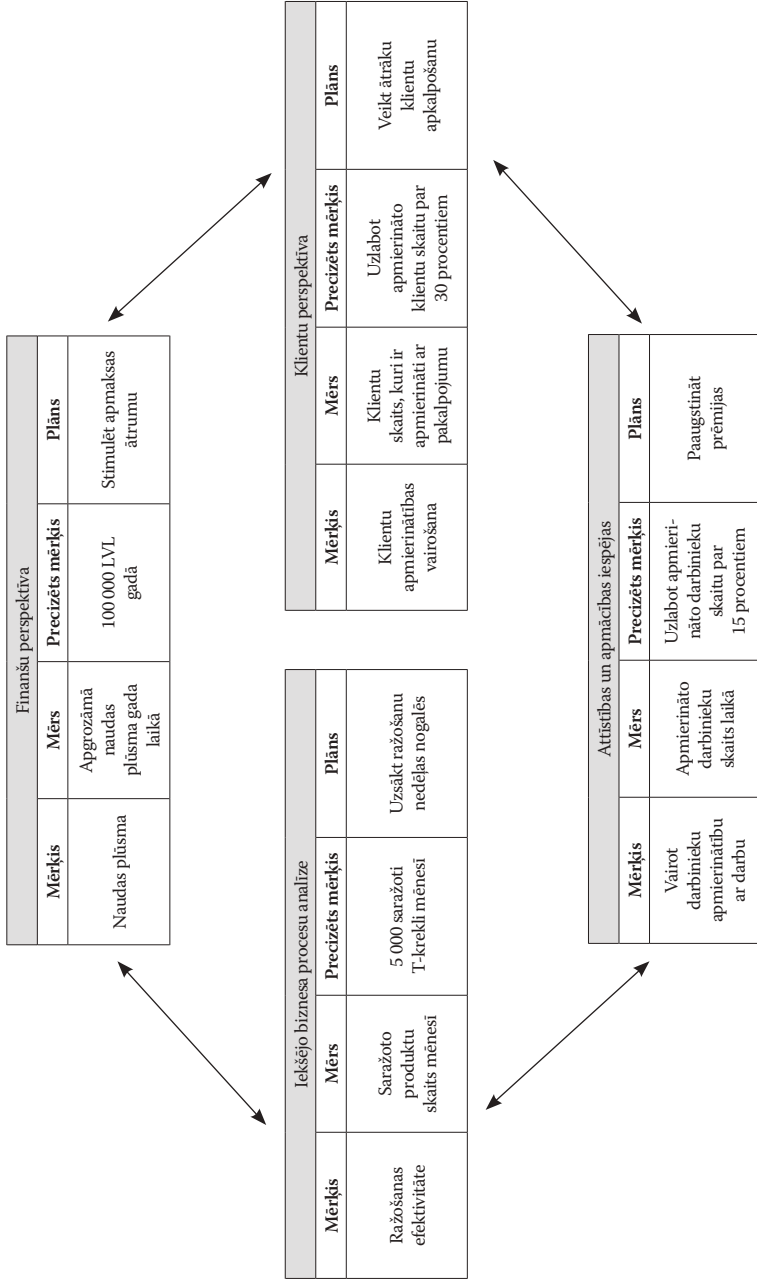 Finanšu perspektīva
Mērķis
Mērs
Precizēts mērķis
Plāns
Naudas plūsma
Apgrozāmā
naudas
plūsma gada
laikā
100 000 LVL
gadā
Stimulēt apmaksas
ātrumu
Iekšējo biznesa procesu analīze
Mērķis
Mērs
Precizēts mērķis
Plāns
Ražošanas
efektivitāte
Saražoto
produktu
skaits mēnesī
5 000 saražoti
T-krekli mēnesī
Uzsākt ražošanu
nedēļas nogalēs
Klientu perspektīva
Mērķis
Mērs
Precizēts mērķis
Plāns
Klientu
apmierinātības
vairošana
Klientu
skaits, kuri ir
apmierināti ar
pakalpojumu
Uzlabot
apmierināto
klientu skaitu par
30 procentiem
Veikt ātrāku
klientu
apkalpošanu
Attīstības un apmācības iespējas
Mērķis
Mērs
Precizēts mērķis
Plāns
Vairot
darbinieku
apmierinātību
ar darbu
Apmierināto
darbinieku
skaits laikā
Uzlabot apmieri-
nāto darbinieku
skaitu par
15 procentiem
Paaugstināt
prēmijas